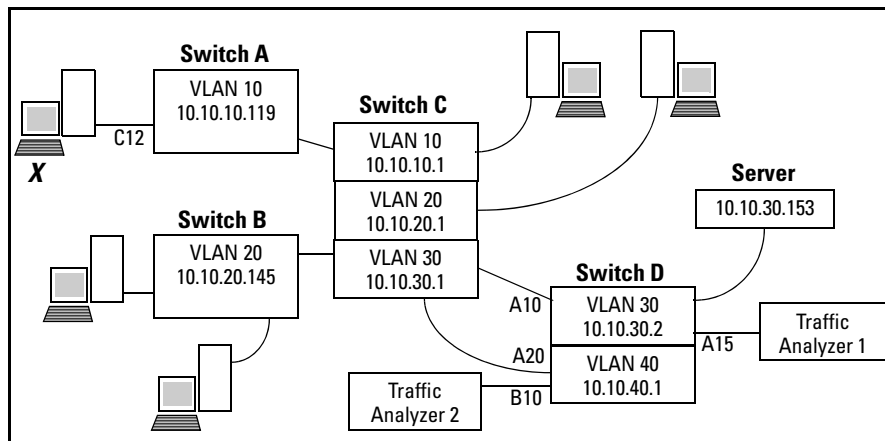 Switch A
VLAN 10
10.10.10.119
C12
X
Switch C
VLAN 10
10.10.10.1
VLAN 20
10.10.20.1
VLAN 30
10.10.30.1
Switch B
VLAN 20
10.10.20.145
Server
10.10.30.153
Switch D
VLAN 30
10.10.30.2
VLAN 40
10.10.40.1
A10
A20
B10
A15
Traffic
Analyzer 1
Traffic
Analyzer 2